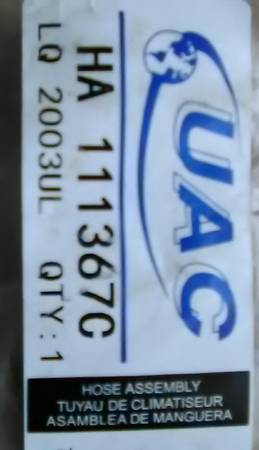 UAC
HA 111367C
LQ 2003UL QTY: 1
HOSE ASSEMBLY
TUYAU DE CLIMATISEUR
ASAMBLEA DE MANGUERA